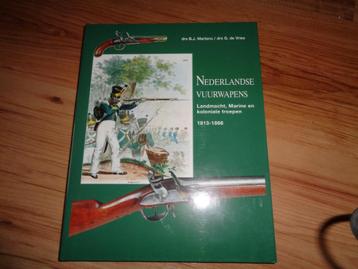 drs B.J. Martens / drs G. de Vries
NEDERLANDSE
VUURWAPENS
Landmacht, Marine en
koloniale troepen
1813-1866